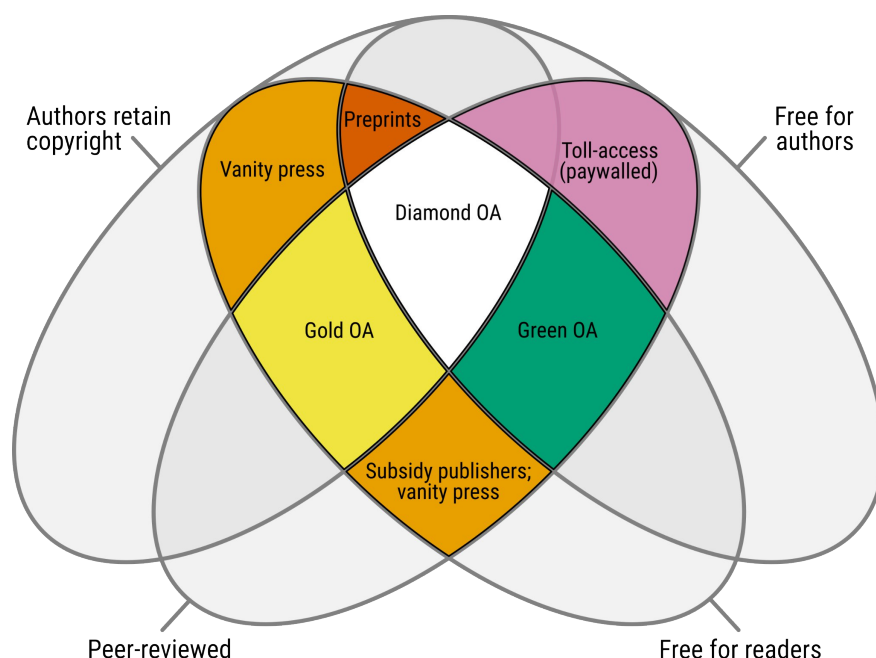 Authors retain
copyright
Free for
authors
Preprints
Vanity press
Toll-access
(paywalled)
Diamond OA
Gold OA
Green OA
Subsidy publishers;
vanity press
Peer-reviewed
Free for readers